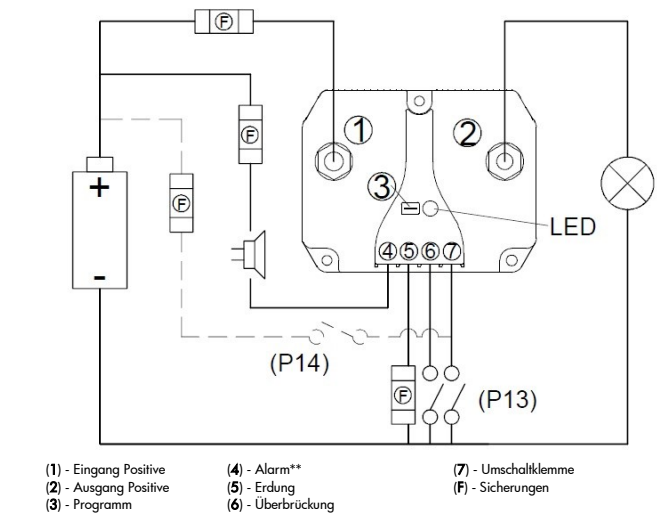 F
1
2
F
3
F
+
LED
4 5 6 7
-
(P14)
F
(P13)
(1) - Eingang Positive
(2) - Ausgang Positive
(3) - Programm
(4) - Alarm**
(5) - Erdung
(6) - Überbrückung
(7) - Umschaltklemme
(F) - Sicherungen